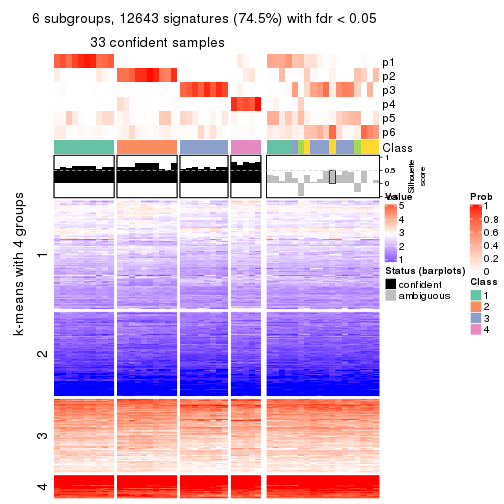 6 subgroups, 12643 signatures (74.5%) with fdr < 0.05
33 confident samples
p1
p2
p3
p4
p5
p6
Class
1
0.5
0
Silhouette
score
k-means with 4 groups
1
2
3
4
Value
5
4
3
2
1
Status (barplots)
confident
ambiguous
Prob
1
0.8
0.6
0.4
0.2
0
Class
1
2
3
4